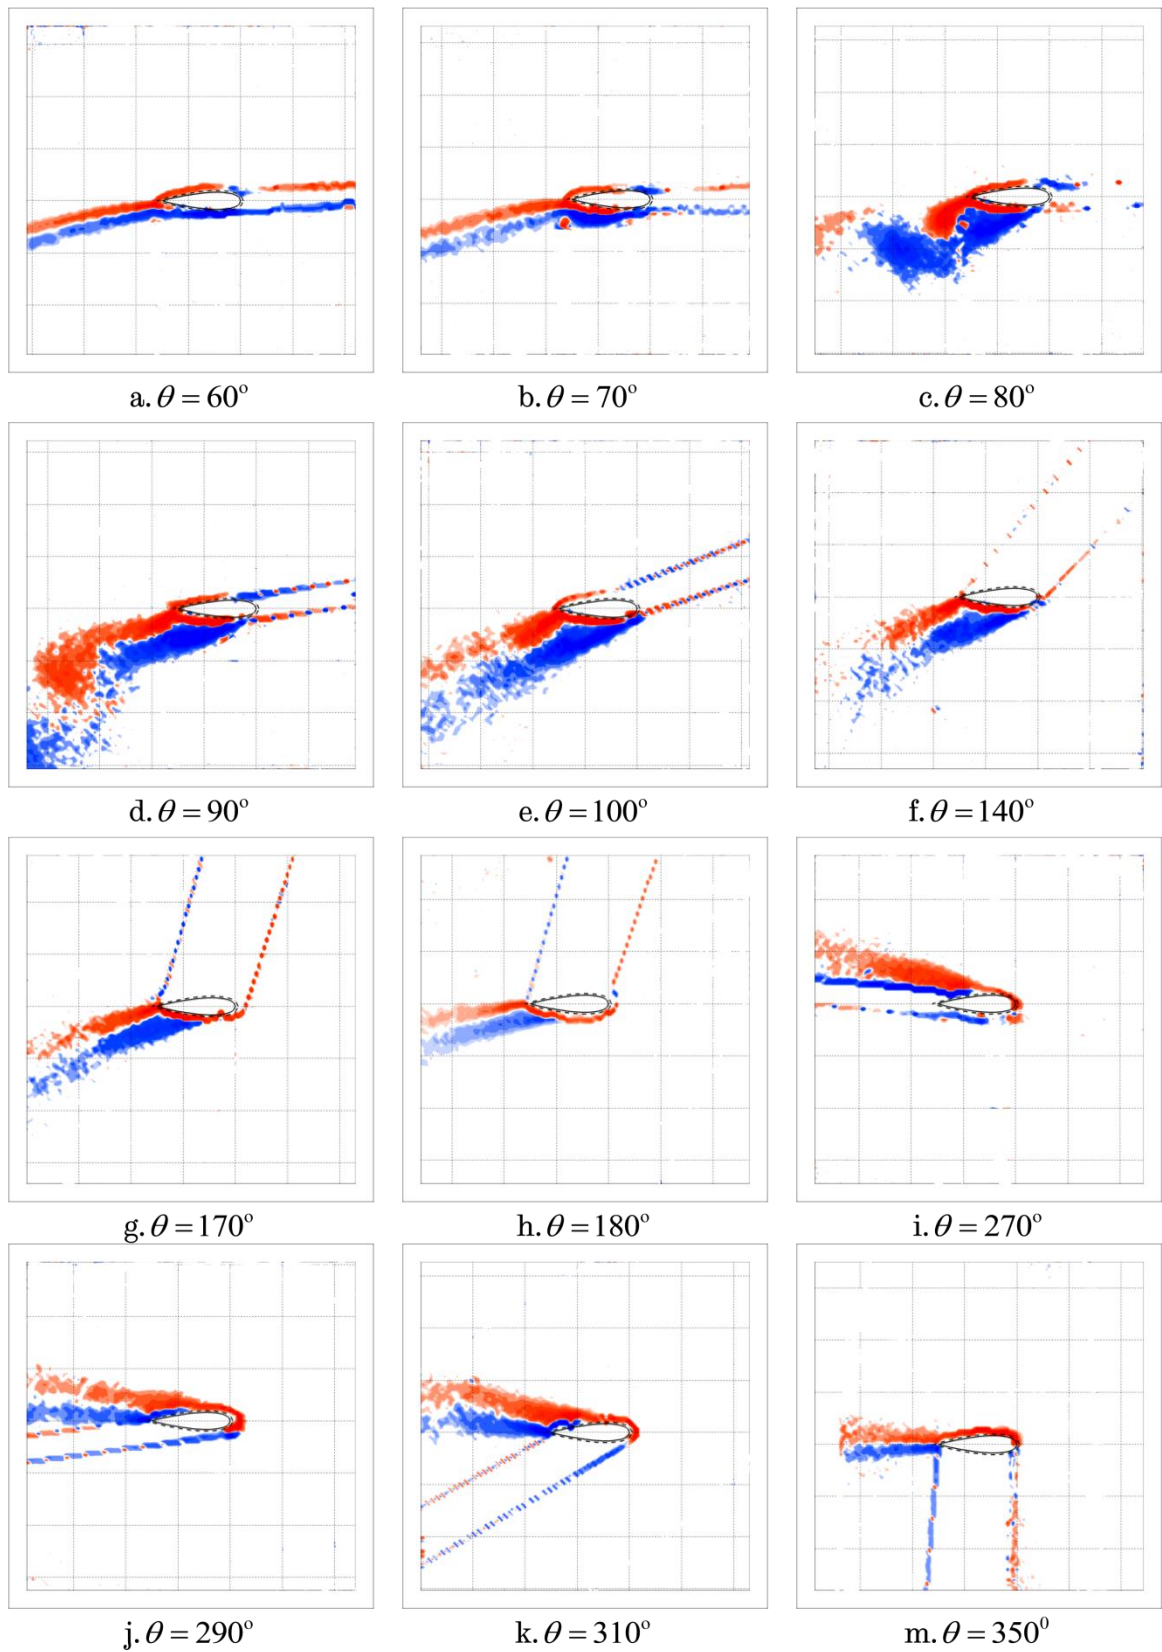 a. θ = 60°
b. θ = 70°
c. θ = 80°
d. θ = 90°
e. θ = 100°
f. θ = 140°
g. θ = 170°
h. θ = 180°
i. θ = 270°
j. θ = 290°
k. θ = 310°
m. θ = 350⁰